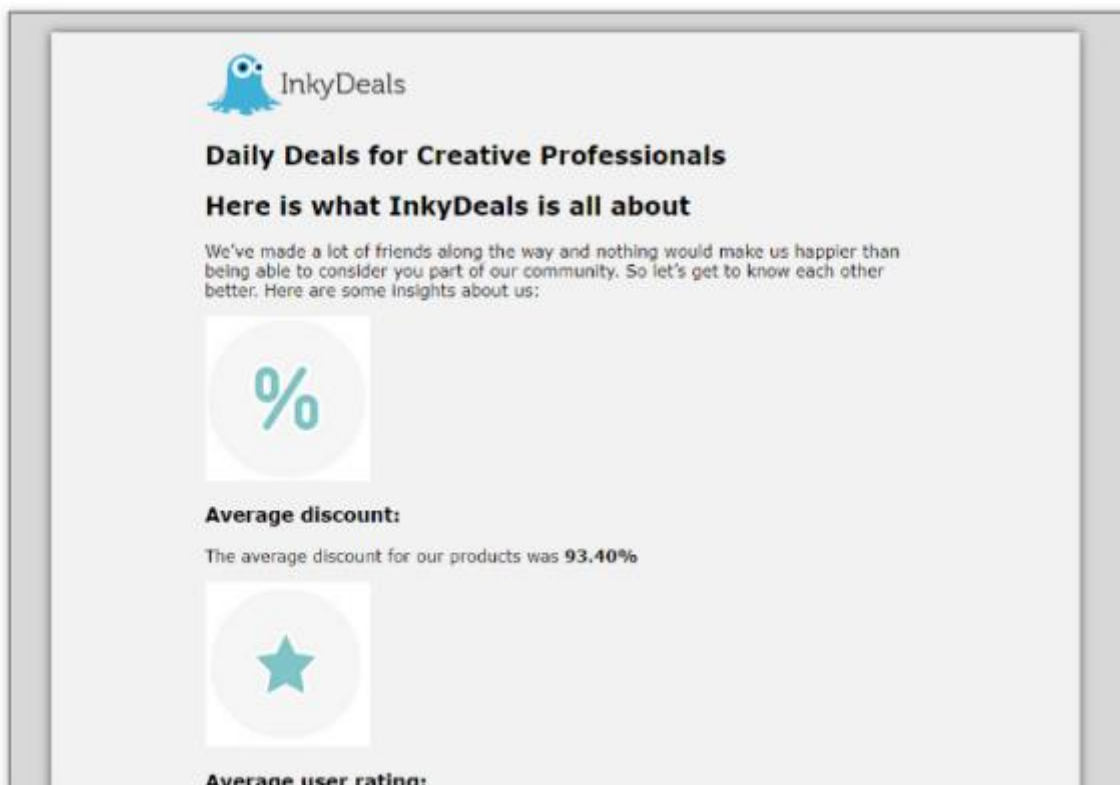 InkyDeals
Daily Deals for Creative Professionals
Here is what InkyDeals is all about
We've made a lot of friends along the way and nothing would make us happier than
being able to consider you part of our community. So let's get to know each other
better. Here are some insights about us:
%
Average discount:
The average discount for our products was 93.40%
Average user rating: